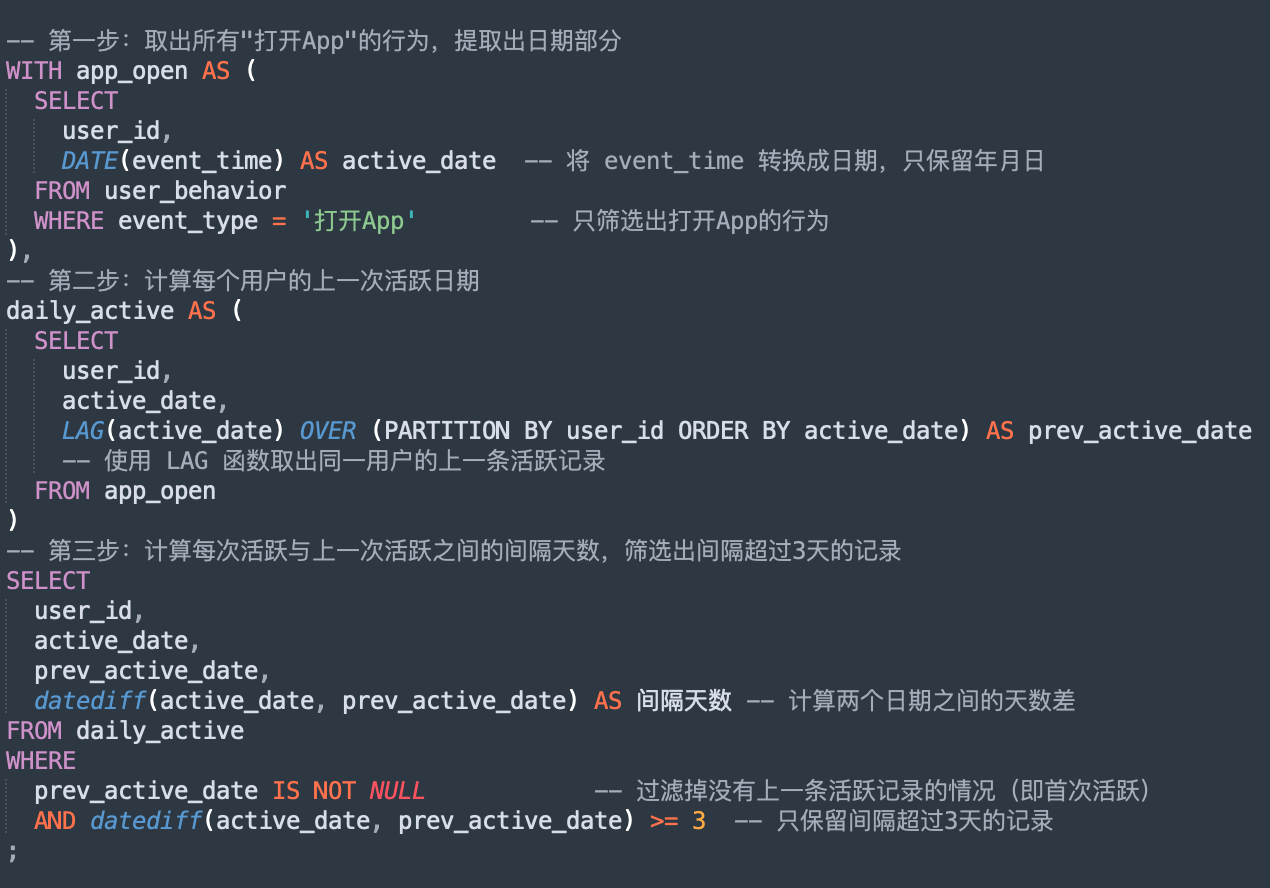 -- 第一步：取出所有"打开App"的行为，提取出日期部分
WITH app_open AS (
  SELECT
    user_id,
    DATE(event_time) AS active_date  -- 将 event_time 转换成日期，只保留年月日
  FROM user_behavior
  WHERE event_type = '打开App'        -- 只筛选出打开App的行为
),
-- 第二步：计算每个用户的上一次活跃日期
daily_active AS (
  SELECT
    user_id,
    active_date,
    LAG(active_date) OVER (PARTITION BY user_id ORDER BY active_date) AS prev_active_date
    -- 使用 LAG 函数取出同一用户的上一条活跃记录
  FROM app_open
)
-- 第三步：计算每次活跃与上一次活跃之间的间隔天数，筛选出间隔超过3天的记录
SELECT
  user_id,
  active_date,
  prev_active_date,
  datediff(active_date, prev_active_date) AS 间隔天数 -- 计算两个日期之间的天数差
FROM daily_active
WHERE
  prev_active_date IS NOT NULL            -- 过滤掉没有上一条活跃记录的情况（即首次活跃）
  AND datediff(active_date, prev_active_date) >= 3  -- 只保留间隔超过3天的记录
;